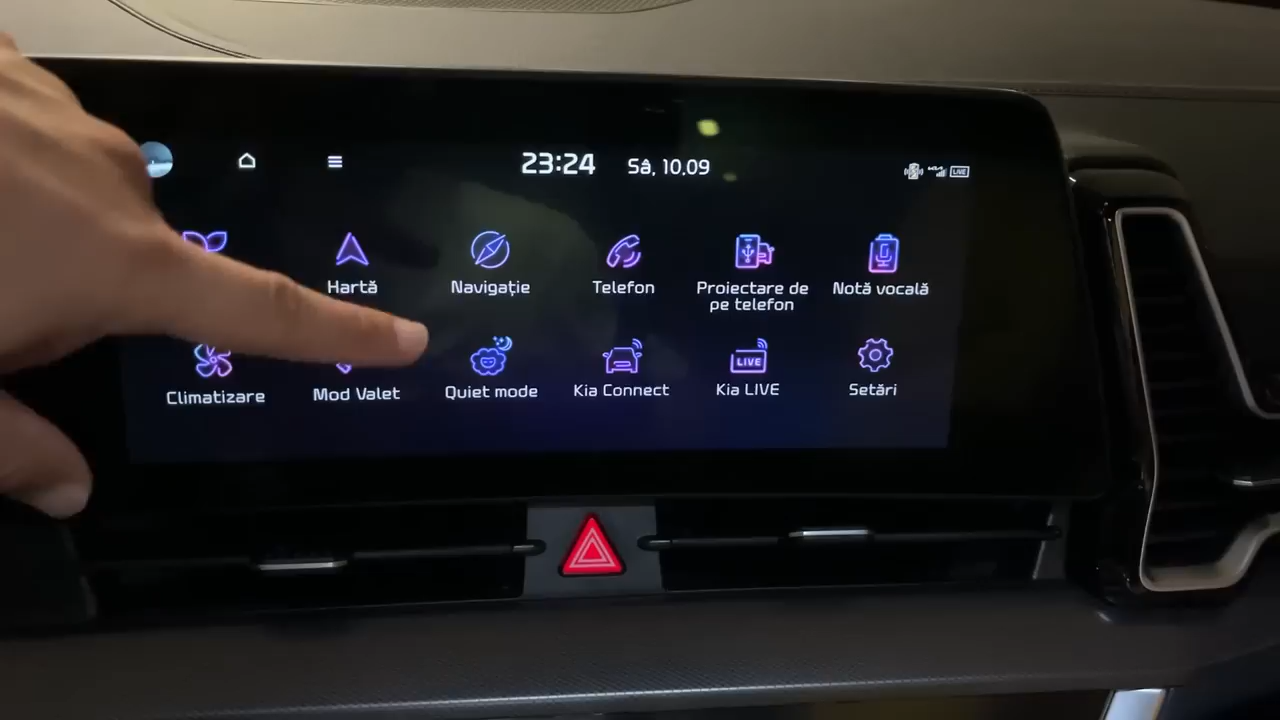 23:24 Sâ, 10.09
LIVE
Hartă
Navigație
Telefon
Proiectare de
pe telefon
Notă vocală
LIVE
Climatizare
Mod Valet
Quiet mode
Kia Connect
Kia LIVE
Setări